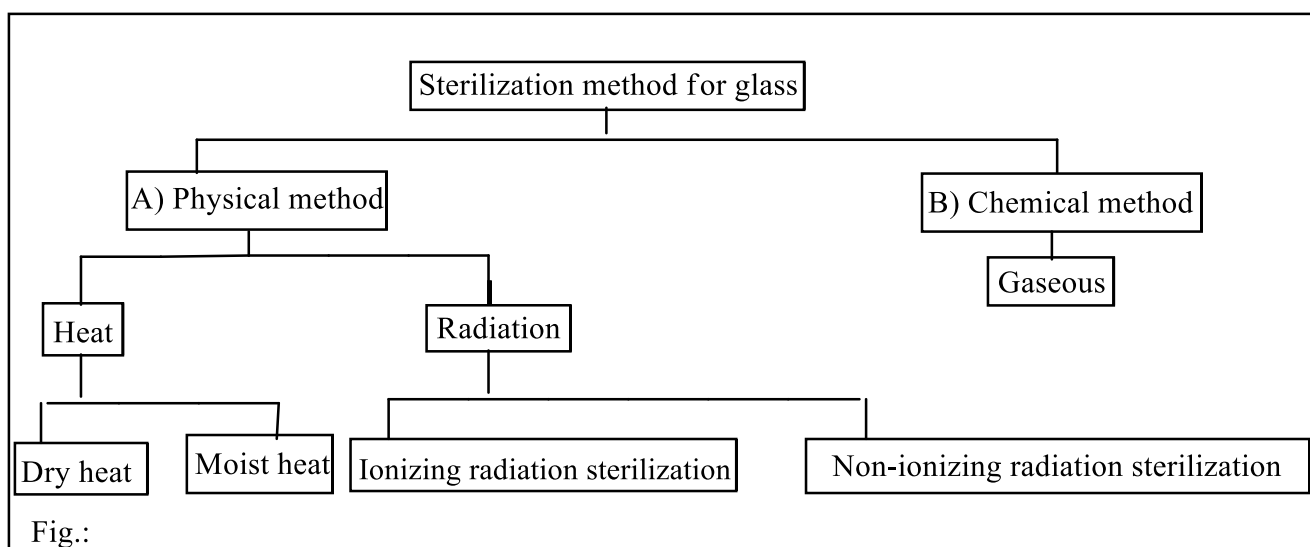 Sterilization method for glass
A) Physical method
B) Chemical method
Gaseous
Heat
Radiation
Dry heat
Moist heat
Ionizing radiation sterilization
Non-ionizing radiation sterilization
Fig.: